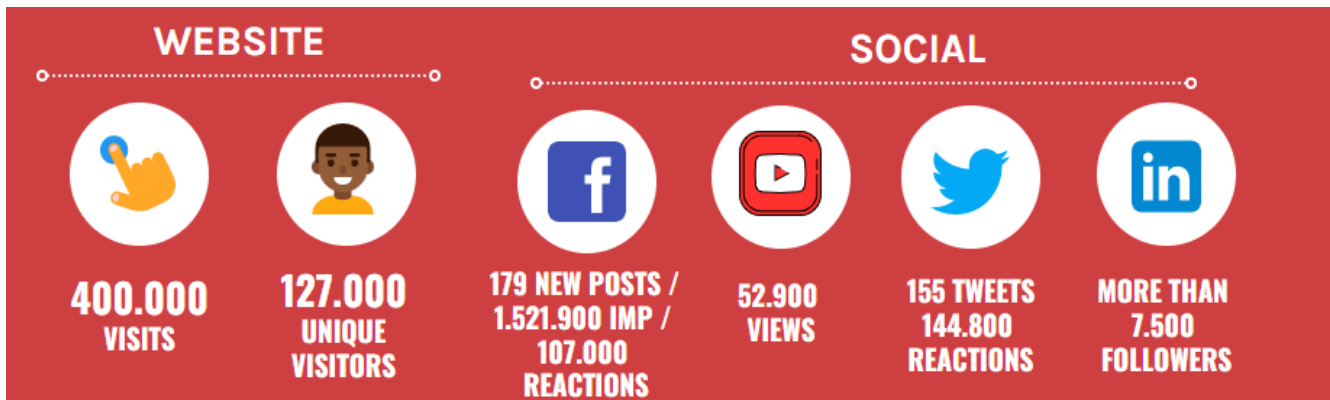 WEBSITE
400.000
VISITS
127.000
UNIQUE
VISITORS
SOCIAL
f
179 NEW POSTS /
1.521.900 IMP /
107.000
REACTIONS
52.900
VIEWS
155 TWEETS
144.800
REACTIONS
in
MORE THAN
7.500
FOLLOWERS